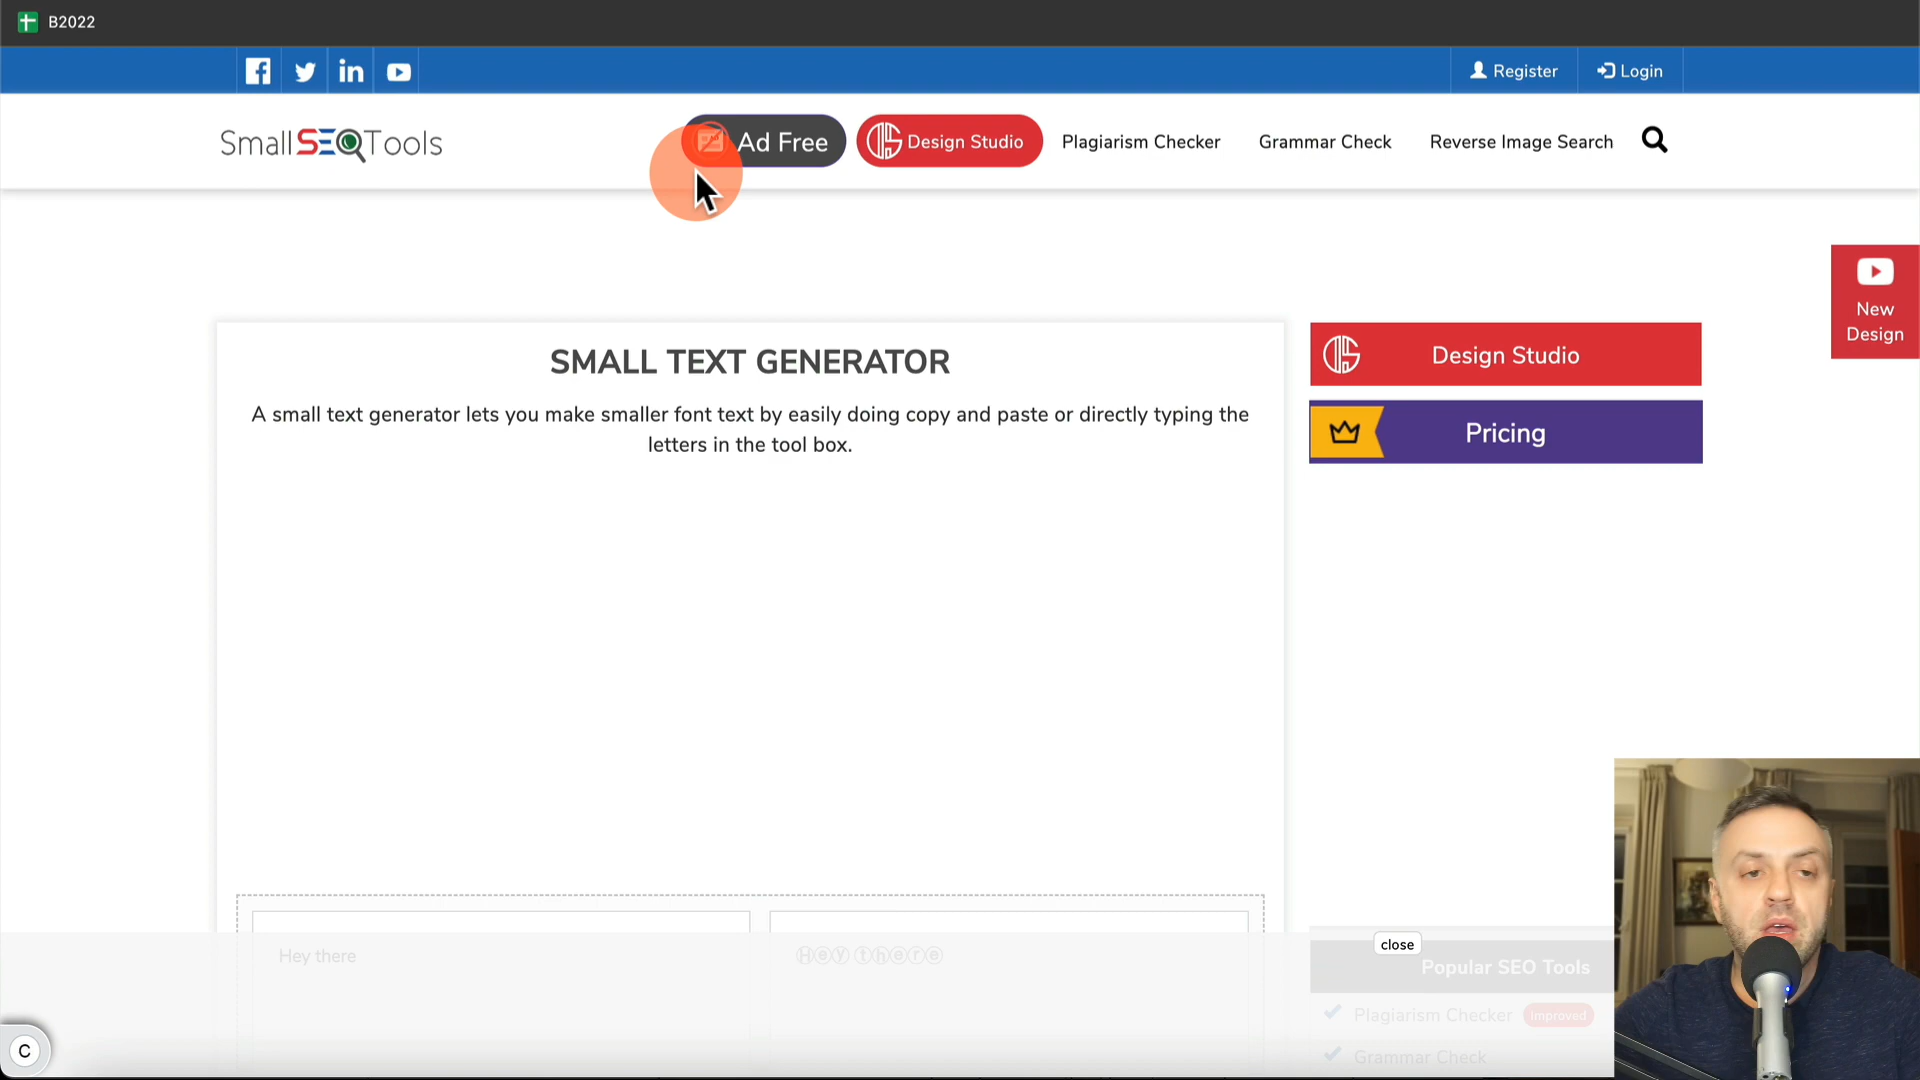 B2022
Register
Login
SmallSEOTools
Ad Free
Design Studio
Plagiarism Checker
Grammar Check
Reverse Image Search
New
Design
SMALL TEXT GENERATOR
A small text generator lets you make smaller font text by easily doing copy and paste or directly typing the
letters in the tool box.
Design Studio
Pricing
Hey there
Ⓗⓔⓨ ⓣⓗⓔⓡⓔ
close
Popular SEO Tools
Plagiarism Checker Improved
Grammar Check
C